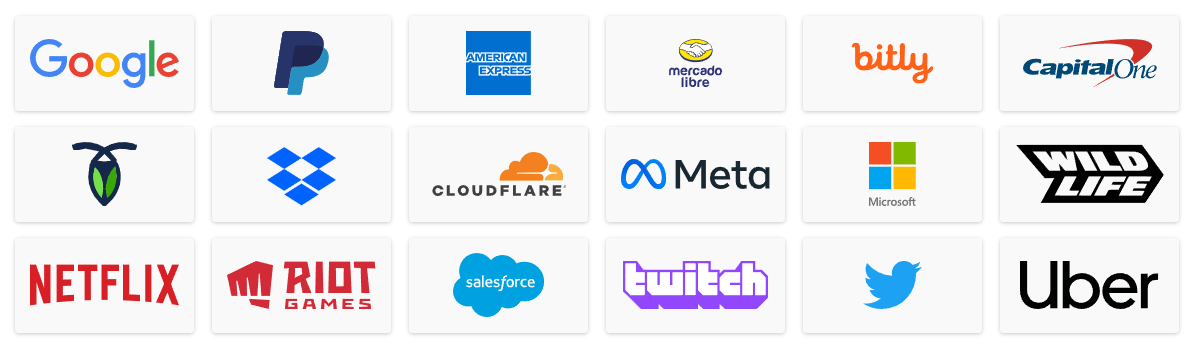 Google
AMERICAN
EXPRESS
mercado
libre
bitly
CapitalOne
CLOUDFLARE
Meta
Microsoft
WILD
LIFE
NETFLIX
RIOT
GAMES
salesforce
twitch
Uber